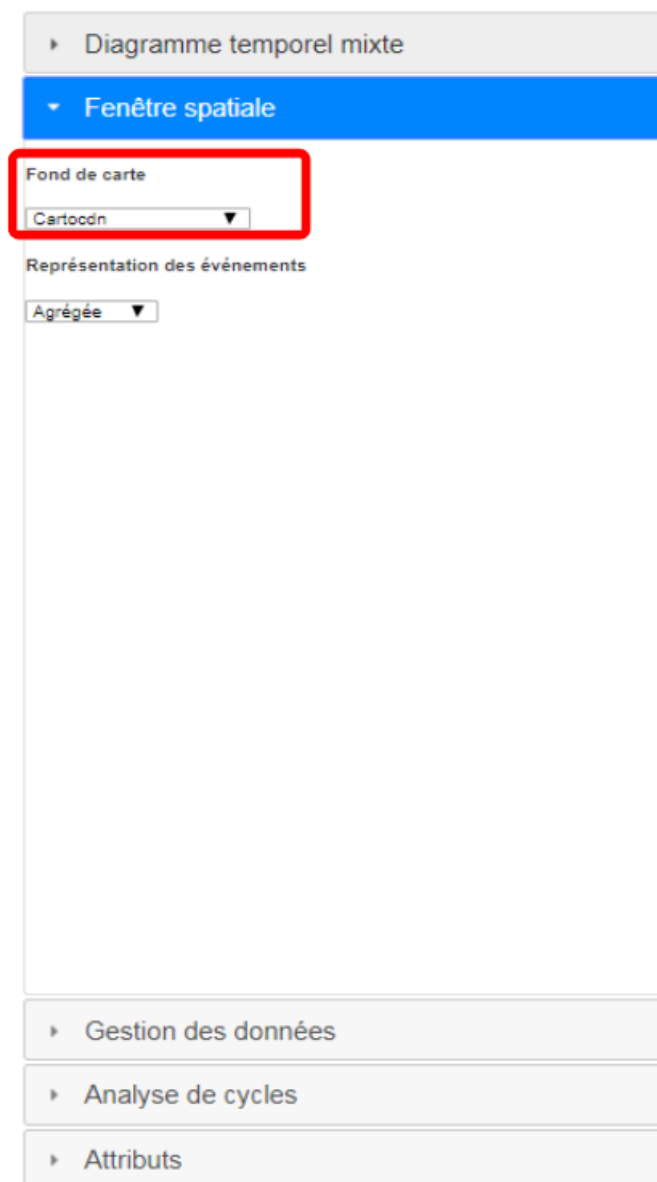 Diagramme temporel mixte
Fenêtre spatiale
Fond de carte
Cartocdn
Représentation des événements
Agrégée
Gestion des données
Analyse de cycles
Attributs